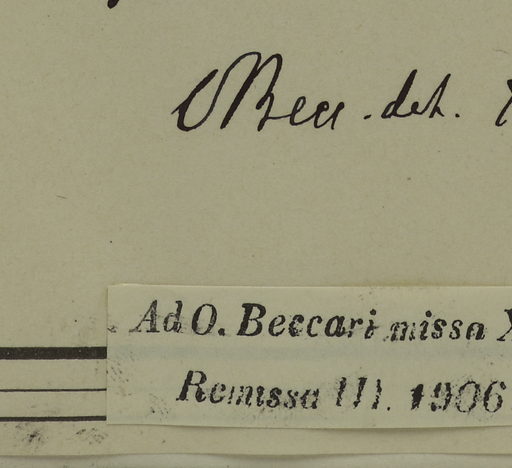 OBecc. det.
Ad O. Beccari missa X
Remissa III. 1906